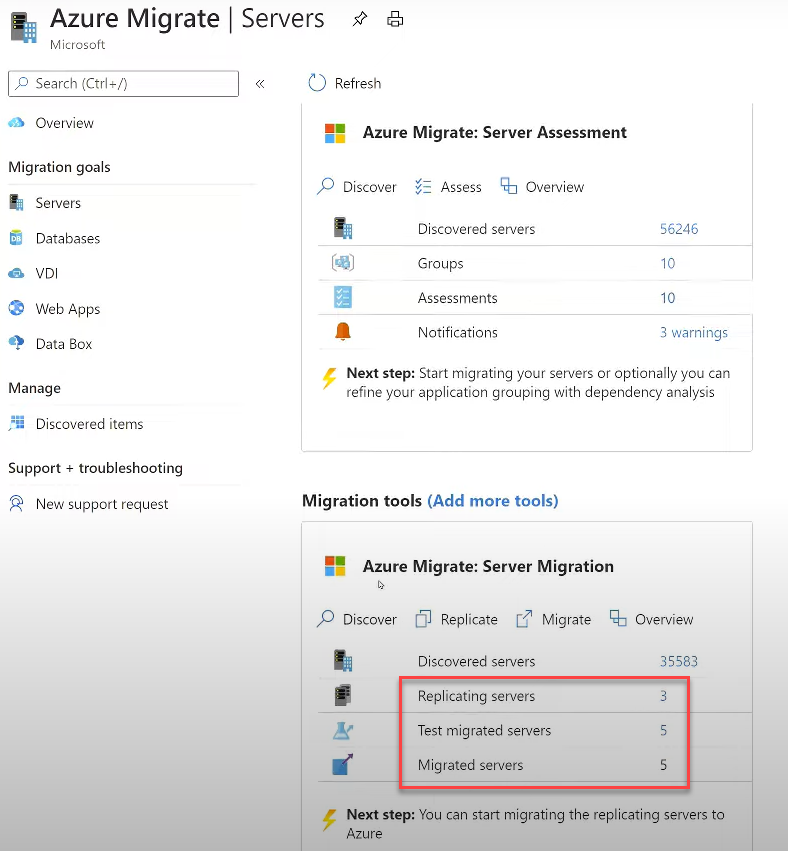 Azure Migrate | Servers
Microsoft
Search (Ctrl+/)
«
Overview
Migration goals
Servers
Databases
VDI
Web Apps
Data Box
Manage
Discovered items
Support + troubleshooting
New support request
Refresh
Azure Migrate: Server Assessment
Discover Assess Overview
Discovered servers 56246
Groups 10
Assessments 10
Notifications 3 warnings
Next step: Start migrating your servers or optionally you can
refine your application grouping with dependency analysis
Migration tools (Add more tools)
Azure Migrate: Server Migration
Discover Replicate Migrate Overview
Discovered servers 35583
Replicating servers 3
Test migrated servers 5
Migrated servers 5
Next step: You can start migrating the replicating servers to
Azure